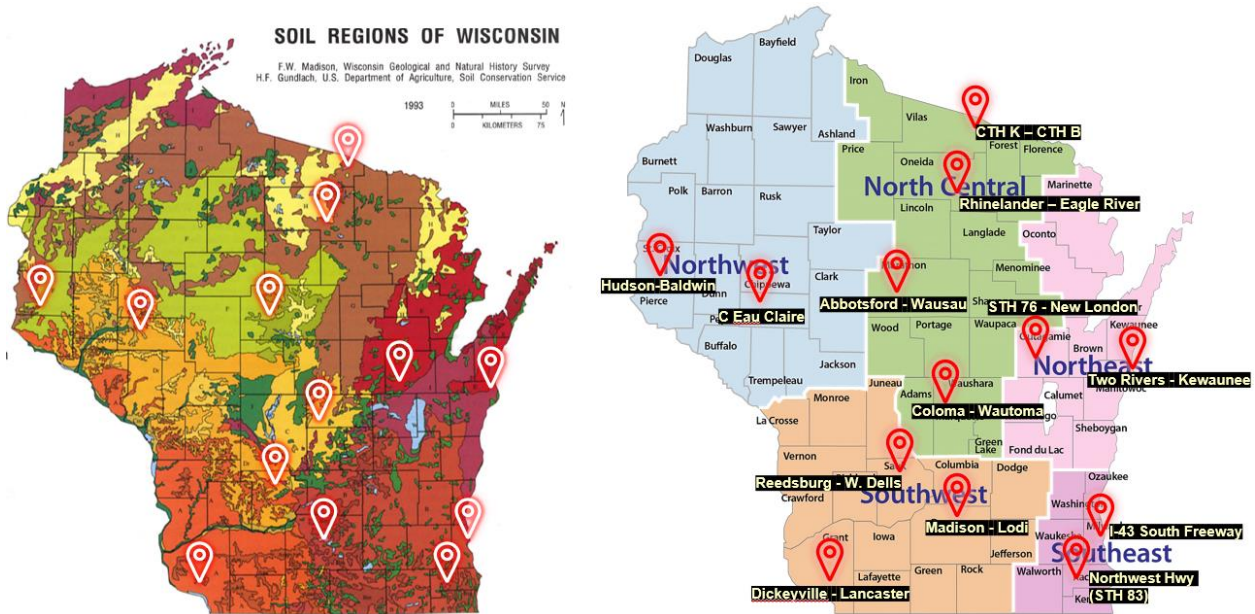 SOIL REGIONS OF WISCONSIN
F.W. Madison, Wisconsin Geological and Natural History Survey
H.F. Gundlach, U.S. Department of Agriculture, Soil Conservation Service
1993
0 MILES 50 N
0 KILOMETERS 75
Bayfield
Douglas
Iron
Vilas
CTH K – CTH B
Washburn
Sawyer
Ashland
Forest
Florence
Price
Oneida
Burnett
North Central
Marinette
Polk
Barron
Rusk
Rhinelander – Eagle River
Lincoln
Taylor
Langlade
Oconto
Northwest
Clark
Menominee
Hudson-Baldwin
Chippewa
Dunn
Pierce
Abbotsford - Wausau
STH 76 - New London
C Eau Claire
Wood
Portage
Waupaca
Kewaunee
Buffalo
Brown
Northeast
Jackson
Two Rivers - Kewaunee
Trempeleau
Juneau
Adams
Calumet
Monroe
Coloma - Wautoma
La Crosse
Sheboygan
Green
Lake
Fond du Lac
Vernon
Columbia
Dodge
Ozaukee
Reedsburg - W. Dells
Crawford
Southwest
Madison - Lodi
I-43 South Freeway
Grant
Iowa
Jefferson
Southeast
Lafayette
Green
Rock
Walworth
Northwest Hwy
(STH 83)
Dickeyville - Lancaster